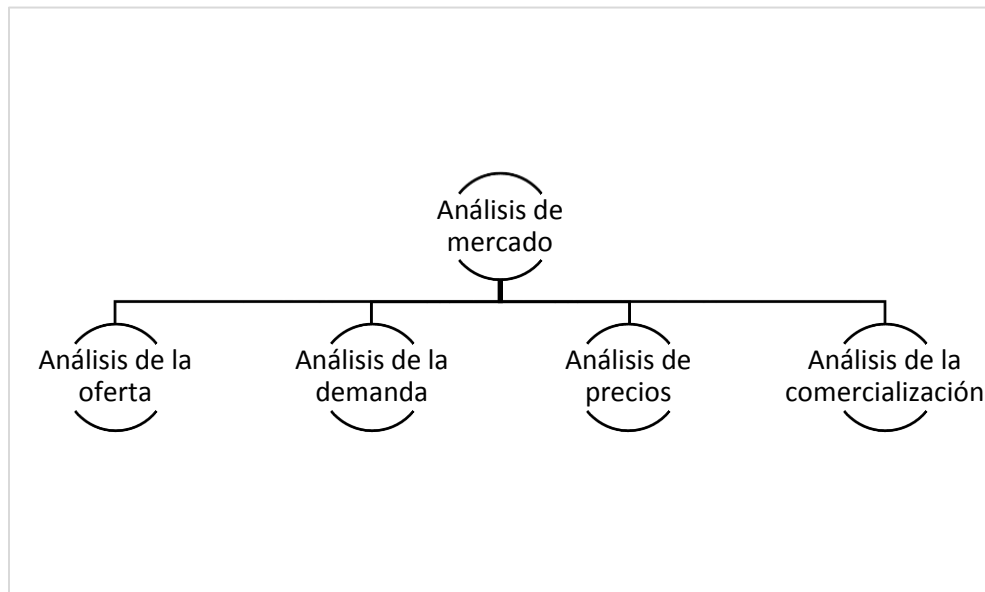 Análisis de
mercado
Análisis de la
oferta
Análisis de la
demanda
Análisis de
precios
Análisis de la
comercialización